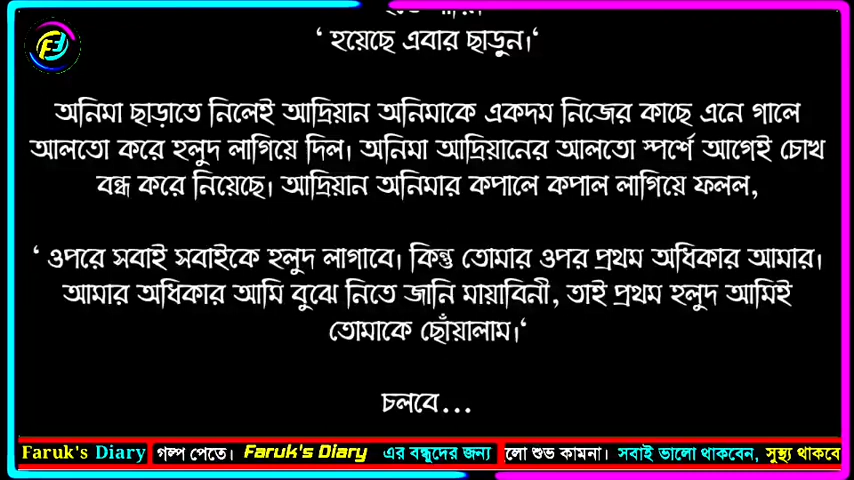 ‘ হয়েছে এবার ছাড়ুন।‘
অনিমা ছাড়াতে নিলেই আদ্রিয়ান অনিমাকে একদম নিজের কাছে এনে গালে
আলতো করে হলুদ লাগিয়ে দিল। অনিমা আদ্রিয়ানের আলতো স্পর্শে আগেই চোখ
বন্ধ করে নিয়েছে। আদ্রিয়ান অনিমার কপালে কপাল লাগিয়ে ফলল,
‘ ওপরে সবাই সবাইকে হলুদ লাগাবে। কিন্তু তোমার ওপর প্রথম অধিকার আমার।
আমার অধিকার আমি বুঝে নিতে জানি মায়াবিনী, তাই প্রথম হলুদ আমিই
তোমাকে ছোঁয়ালাম।‘
চলবে...
Faruk's Diary গল্প পেতে। Faruk's Diary এর বন্ধুদের জন্য লো শুভ কামনা। সবাই ভালো থাকবেন, সুস্থ্য থাকবে